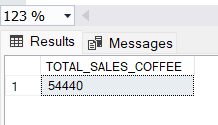 123 %
Results Messages
TOTAL_SALES_COFFEE
1 54440